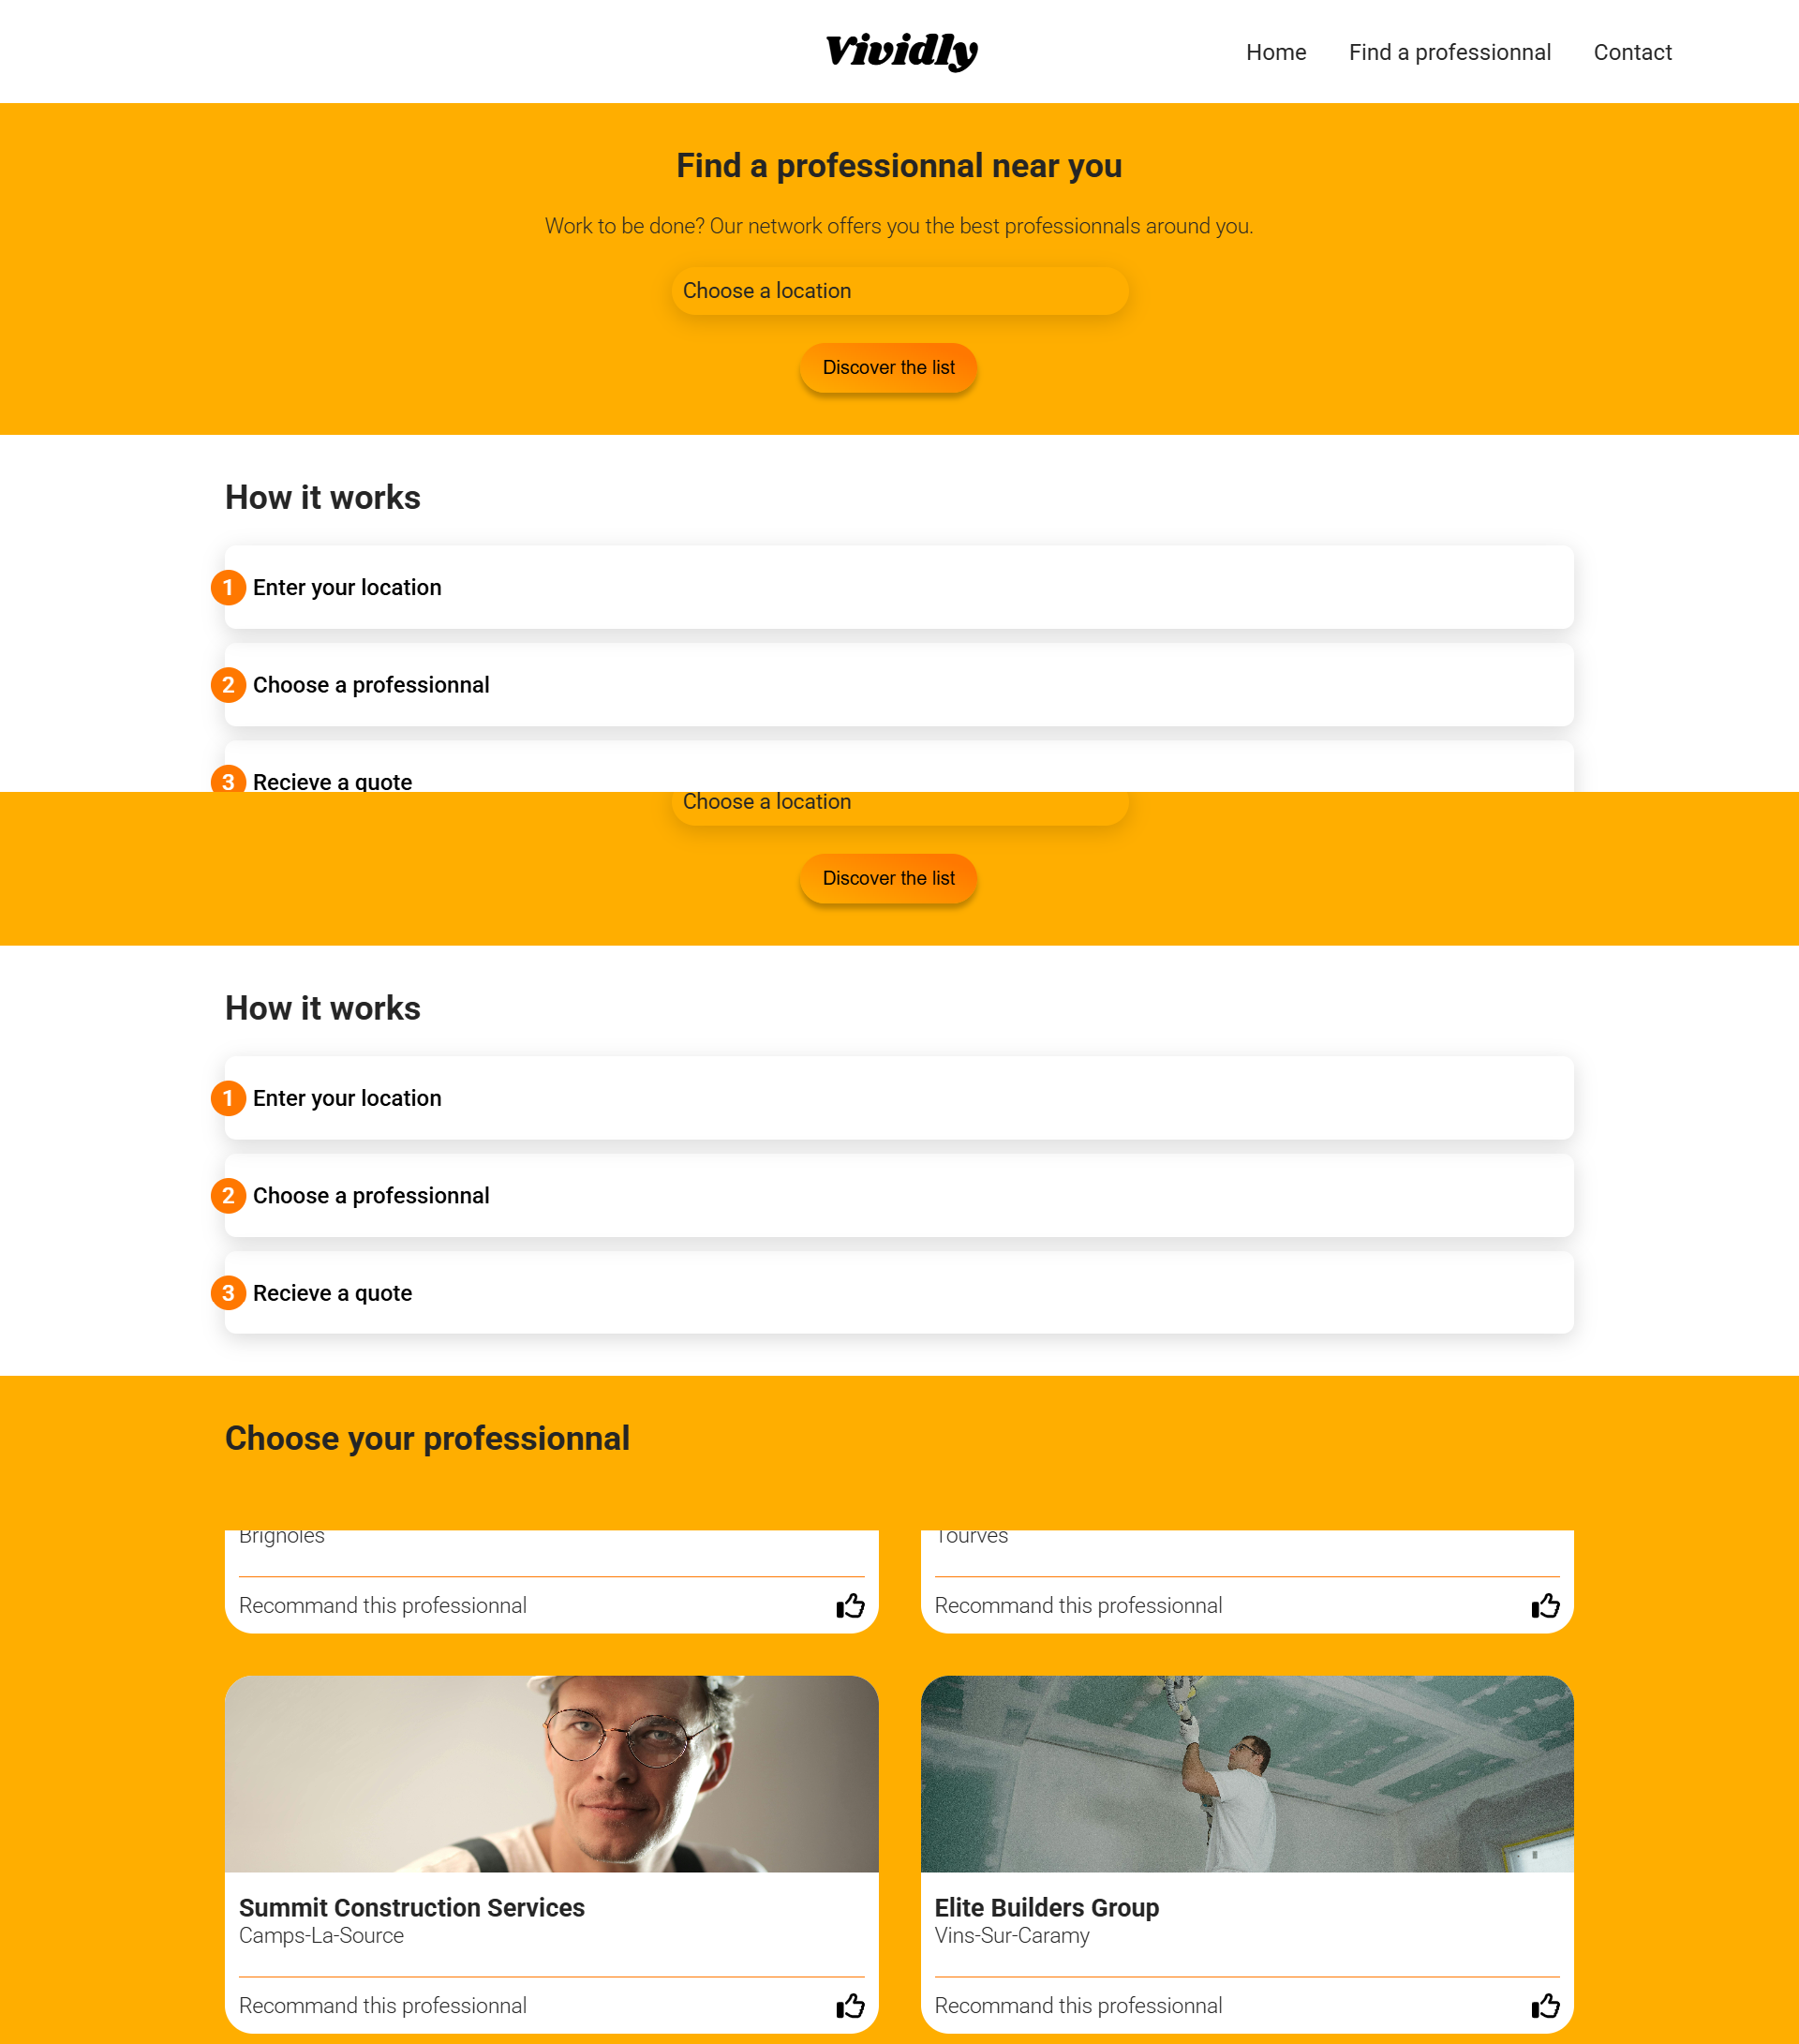 Vividly
Home Find a professionnal Contact
Find a professionnal near you
Work to be done? Our network offers you the best professionnals around you.
Choose a location
Discover the list
How it works
1 Enter your location
2 Choose a professionnal
3 Recieve a quote
Choose a location
Discover the list
How it works
1 Enter your location
2 Choose a professionnal
3 Recieve a quote
Choose your professionnal
Brignoles
Tourves
Recommand this professionnal
Recommand this professionnal
Summit Construction Services
Camps-La-Source
Recommand this professionnal
Elite Builders Group
Vins-Sur-Caramy
Recommand this professionnal